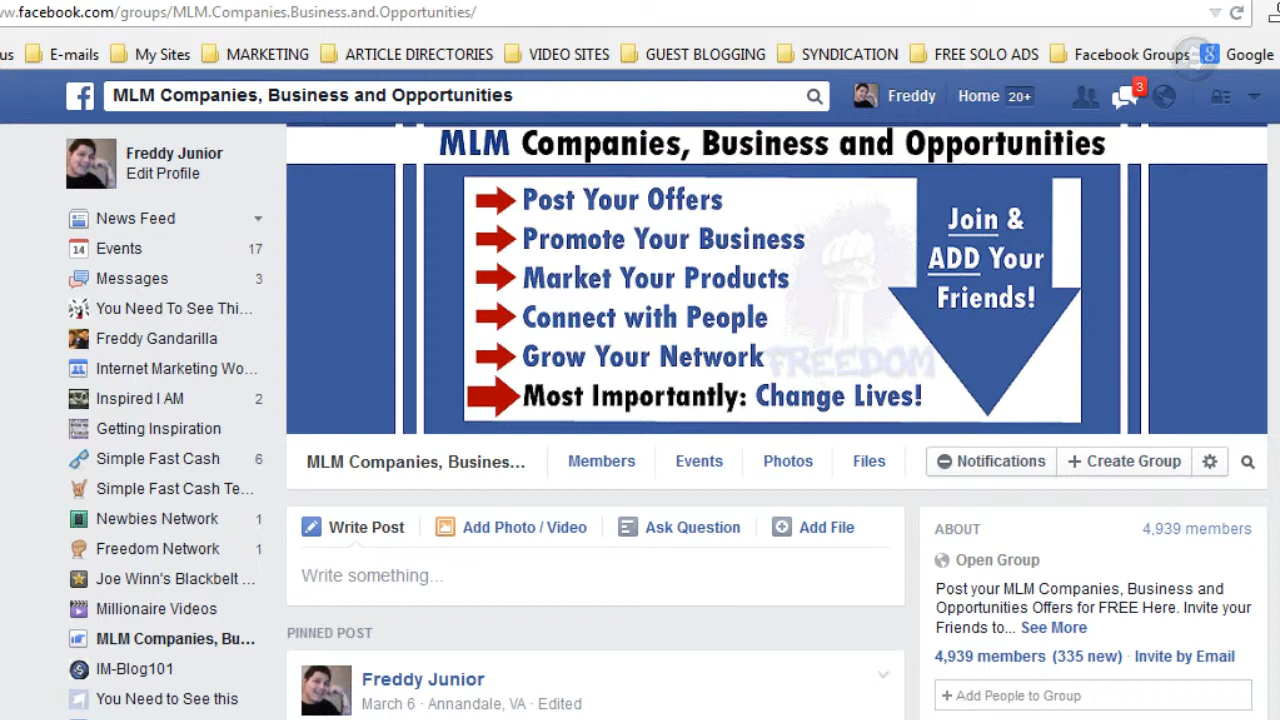 w.facebook.com/groups/MLM.Companies.Business.and.Opportunities/
us E-mails My Sites MARKETING ARTICLE DIRECTORIES VIDEO SITES GUEST BLOGGING SYNDICATION FREE SOLO ADS Facebook Groups Google
MLM Companies, Business and Opportunities
Freddy Home 20+ 3
Freddy Junior
Edit Profile
News Feed
Events 17
Messages 3
You Need To See Thi...
Freddy Gandarilla
Internet Marketing Wo...
Inspired I AM 2
Getting Inspiration
Simple Fast Cash 6
Simple Fast Cash Te...
Newbies Network 1
Freedom Network 1
Joe Winn's Blackbelt ...
Millionaire Videos
MLM Companies, Bu...
IM-Blog101
You Need to See this
MLM Companies, Business and Opportunities
Post Your Offers
Promote Your Business
Market Your Products
Connect with People
Grow Your Network
Most Importantly: Change Lives!
FREEDOM
Join &
ADD Your
Friends!
MLM Companies, Busines...
Members
Events
Photos
Files
Notifications
+ Create Group
Write Post
Add Photo / Video
Ask Question
Add File
Write something...
PINNED POST
Freddy Junior
March 6 · Annandale, VA · Edited
ABOUT 4,939 members
Open Group
Post your MLM Companies, Business and
Opportunities Offers for FREE Here. Invite your
Friends to... See More
4,939 members (335 new) · Invite by Email
+ Add People to Group